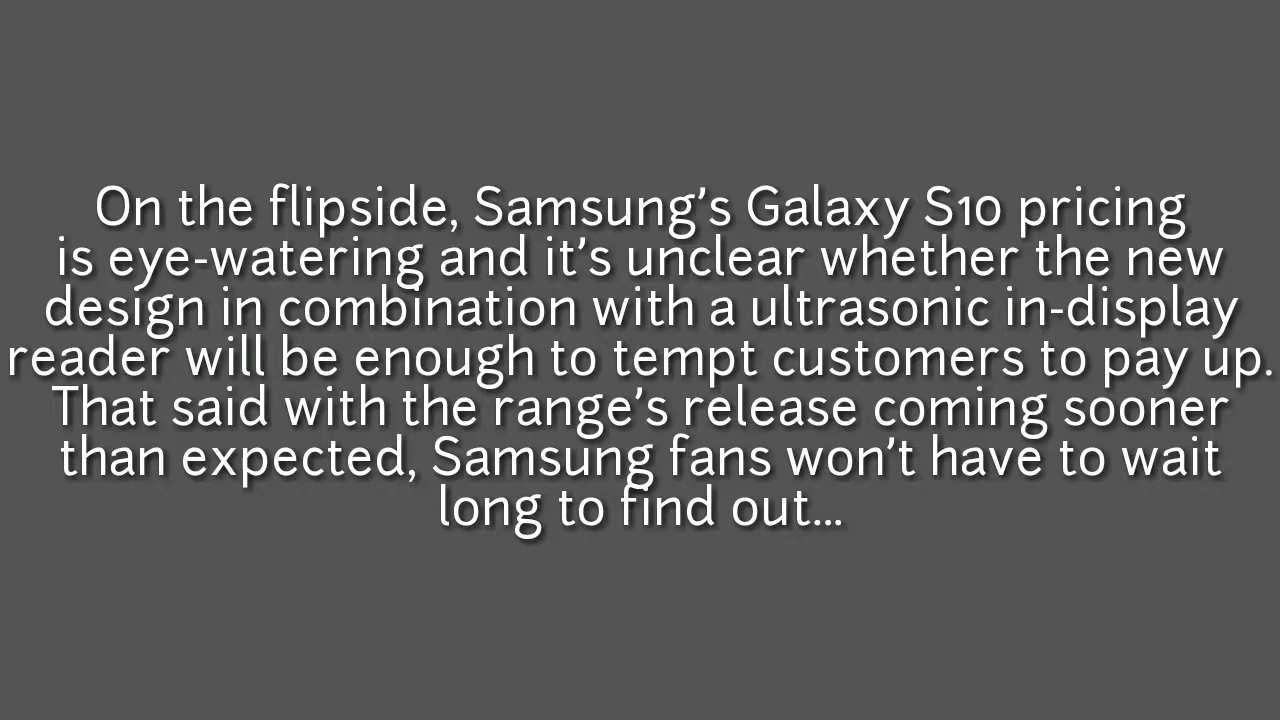 On the flipside, Samsung’s Galaxy S10 pricing
is eye-watering and it’s unclear whether the new
design in combination with a ultrasonic in-display
reader will be enough to tempt customers to pay up.
That said with the range’s release coming sooner
than expected, Samsung fans won’t have to wait
long to find out...